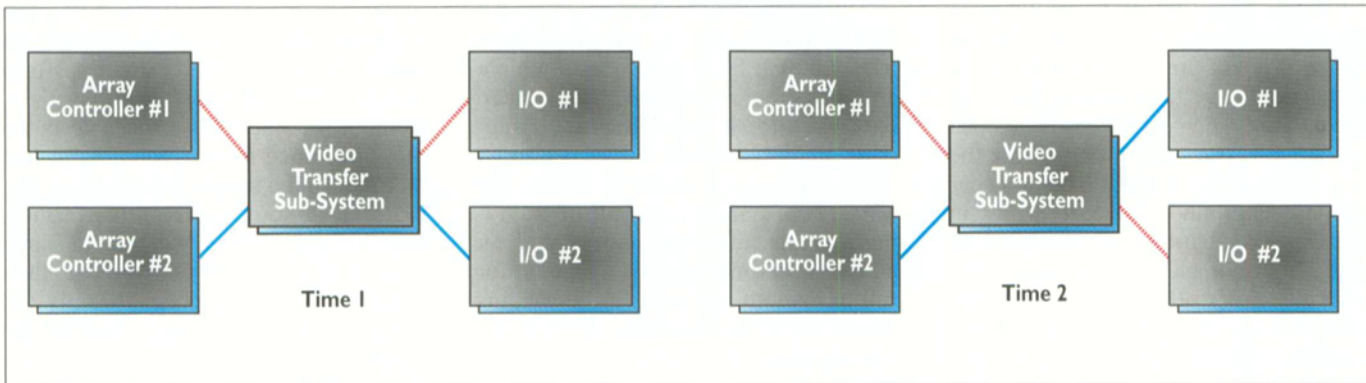 Array
Controller #1
I/O #1
Video
Transfer
Sub-System
Array
Controller #2
I/O #2
Time 1
Array
Controller #1
I/O #1
Video
Transfer
Sub-System
Array
Controller #2
I/O #2
Time 2